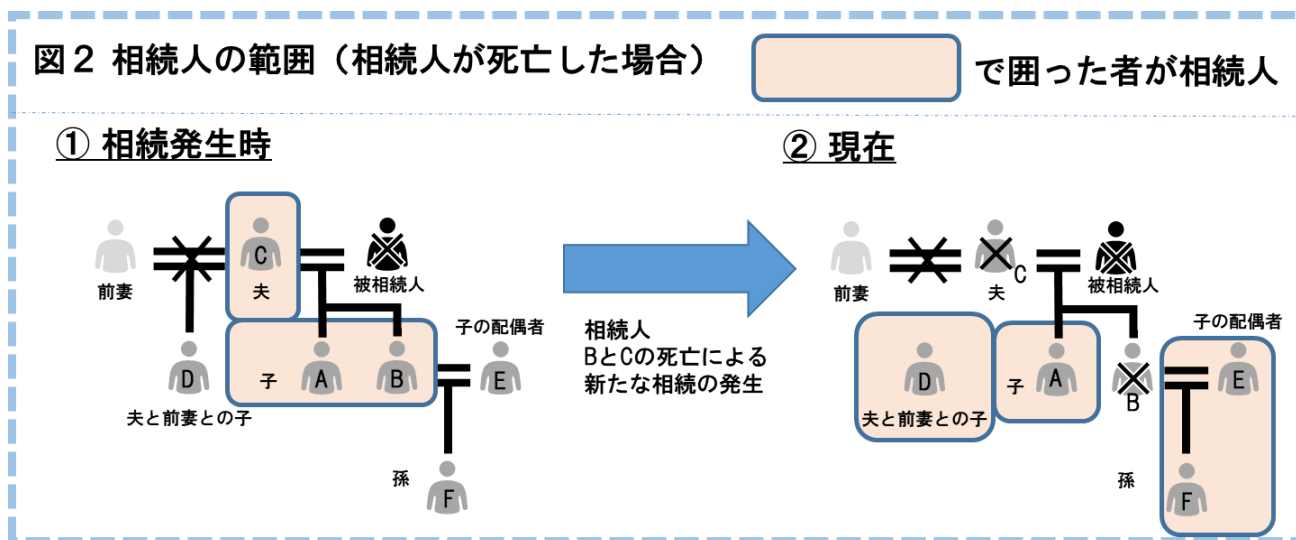 図２ 相続人の範囲（相続人が死亡した場合）
で囲った者が相続人
① 相続発生時
② 現在
前妻
C
夫
被相続人
D
夫と前妻との子
子
A
B
子の配偶者
E
孫
F
相続人
BとCの死亡による
新たな相続の発生
前妻
C
夫
被相続人
D
夫と前妻との子
子
A
B
子の配偶者
E
孫
F